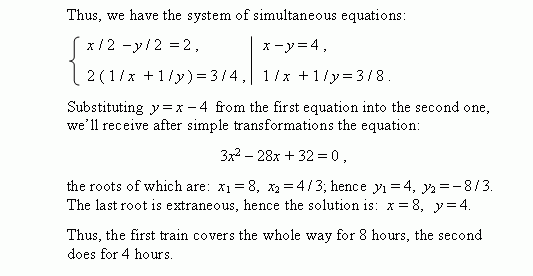 Thus, we have the system of simultaneous equations:
x / 2 – y / 2 = 2 , x – y = 4 ,
2 ( 1 / x + 1 / y ) = 3 / 4 , 1 / x + 1 / y = 3 / 8 .
Substituting y = x – 4 from the first equation into the second one,
we'll receive after simple transformations the equation:
3x² – 28x + 32 = 0 ,
the roots of which are: x₁ = 8, x₂ = 4 / 3; hence y₁ = 4, y₂ = – 8 / 3.
The last root is extraneous, hence the solution is: x = 8, y = 4.
Thus, the first train covers the whole way for 8 hours, the second
does for 4 hours.